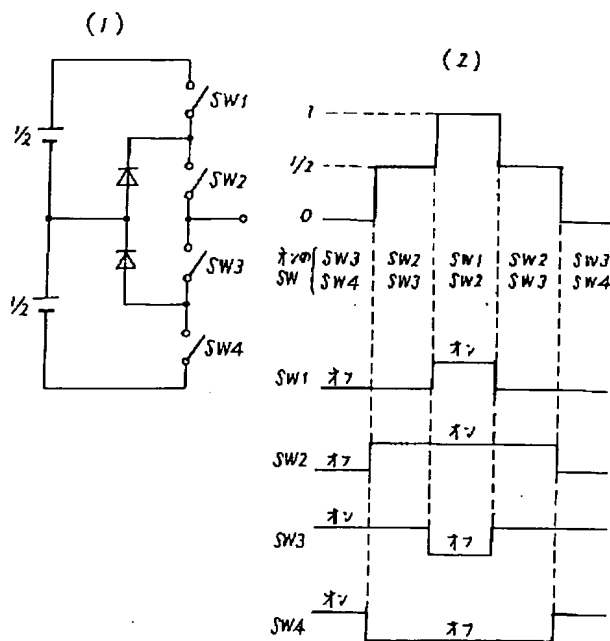 (1)
SW1
1/2
SW2
SW3
1/2
SW4
(2)
1
1/2
0
オンの
SW
SW3 SW2 SW1 SW2 SW3
SW4 SW3 SW2 SW3 SW4
オン
SW1 オフ
オン
SW2 オフ
オン
SW3 オフ
オン
SW4 オフ